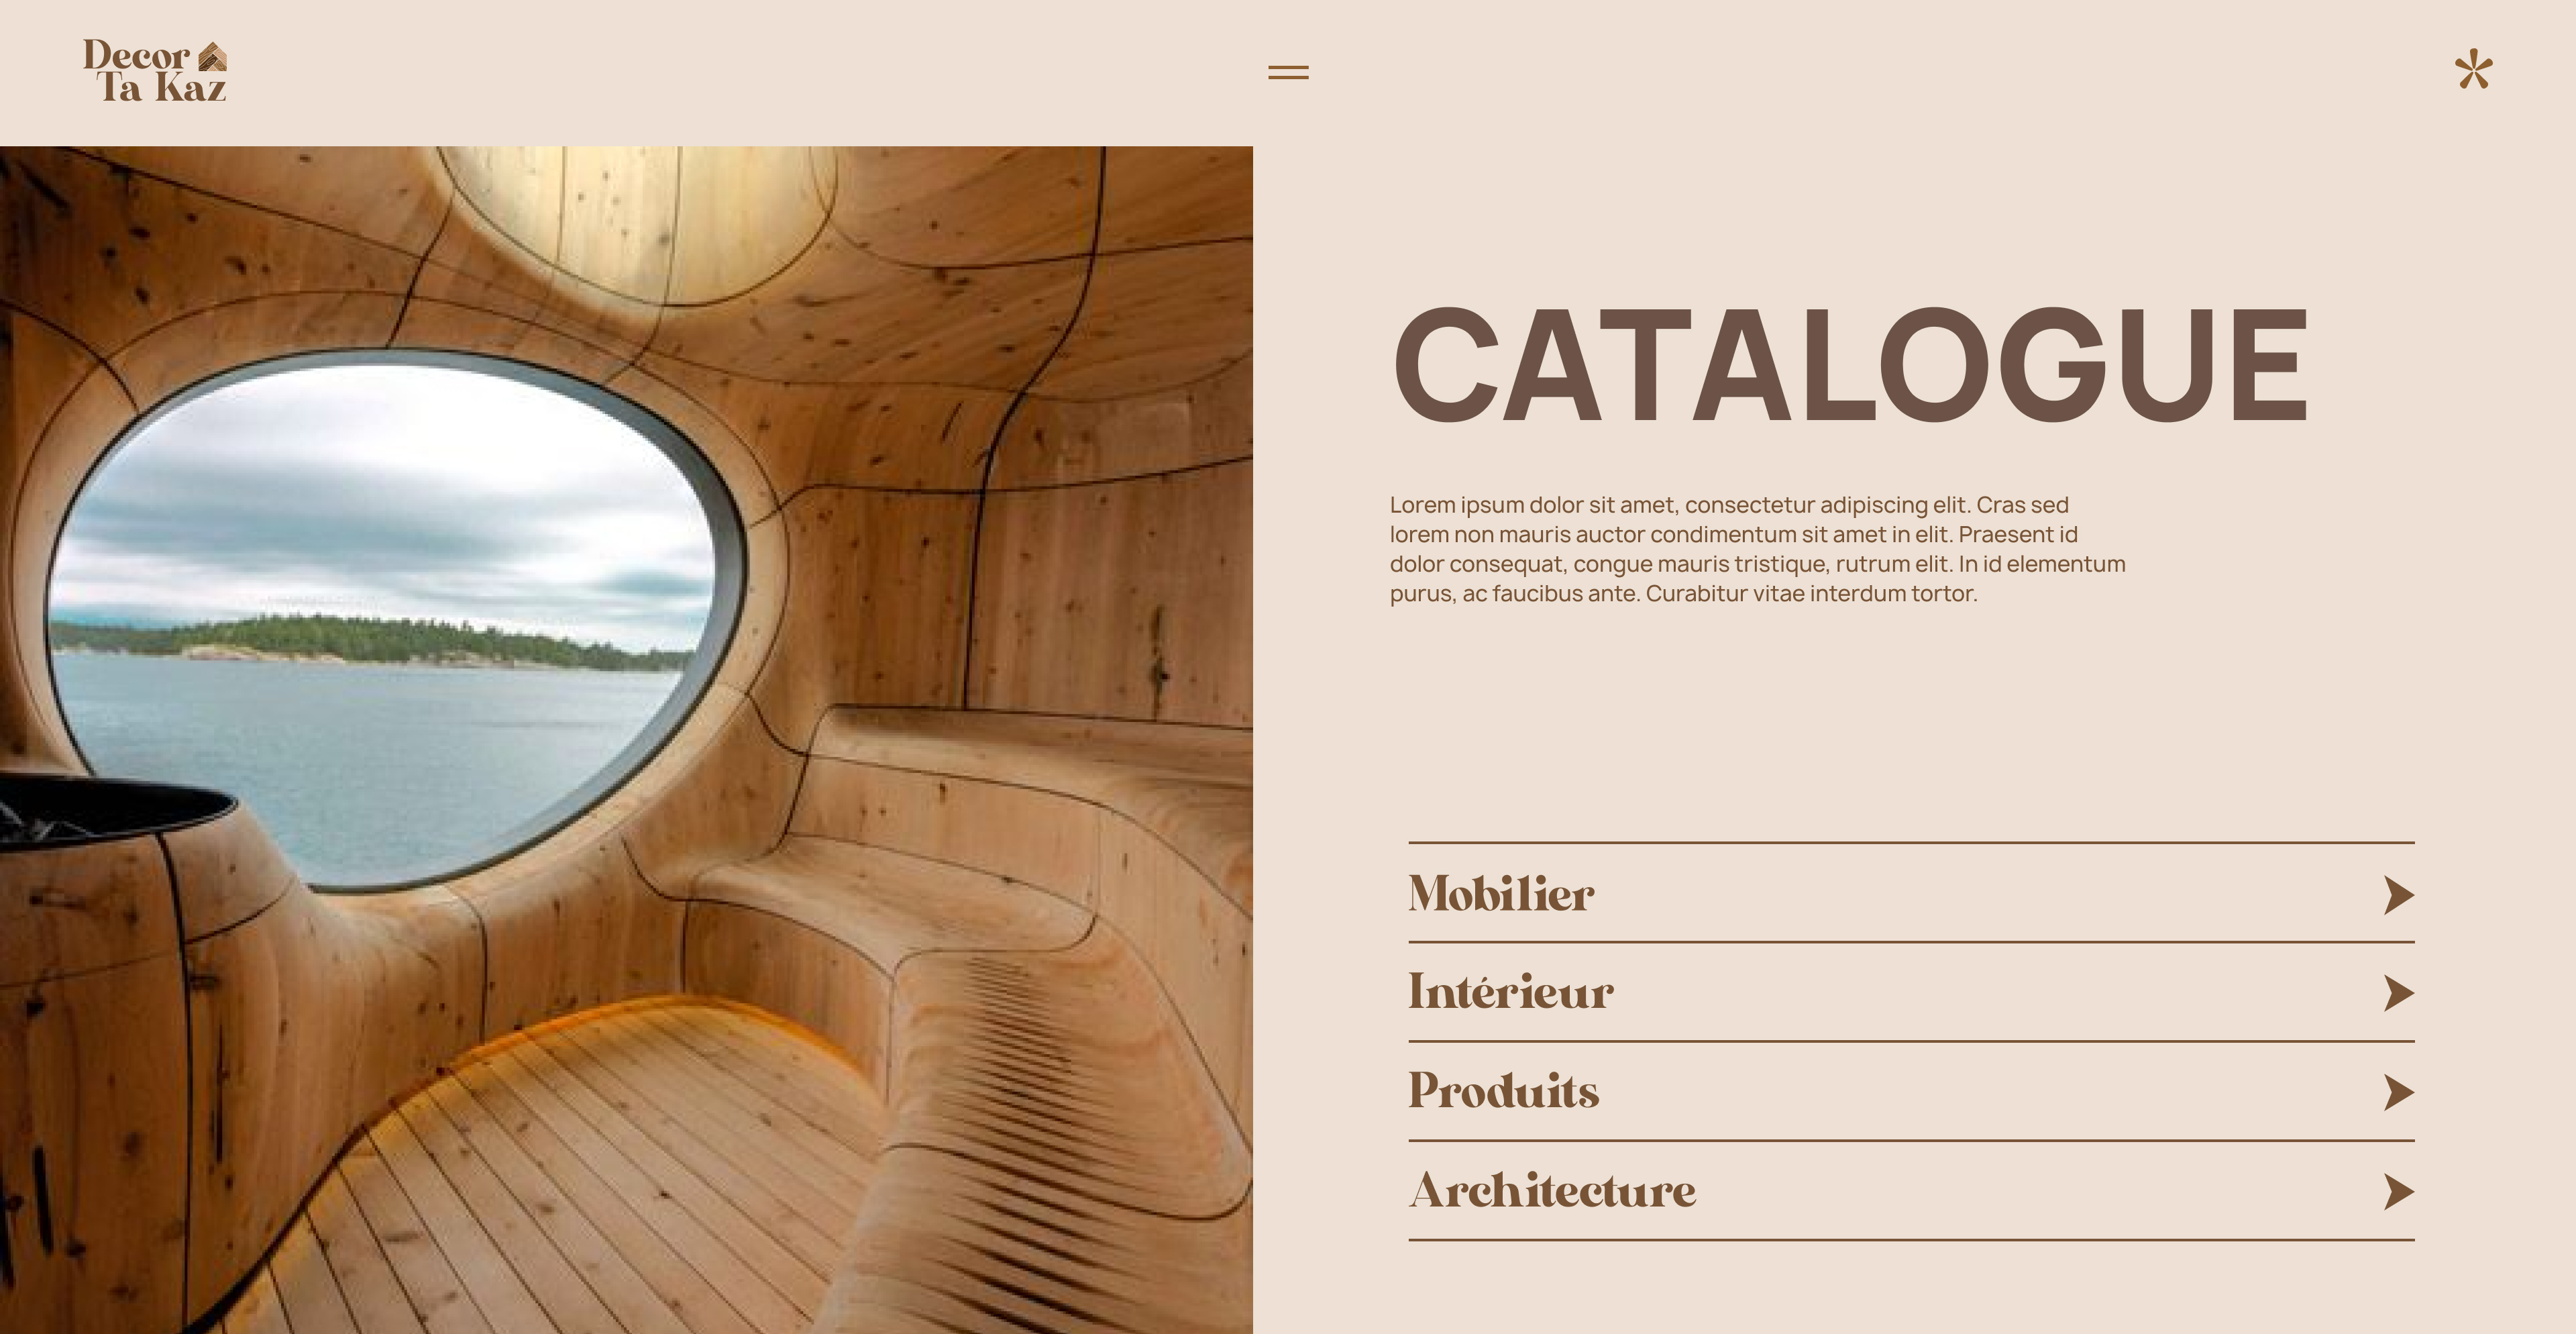 Decor
Ta Kaz
CATALOGUE
Lorem ipsum dolor sit amet, consectetur adipiscing elit. Cras sed
lorem non mauris auctor condimentum sit amet in elit. Praesent id
dolor consequat, congue mauris tristique, rutrum elit. In id elementum
purus, ac faucibus ante. Curabitur vitae interdum tortor.
Mobilier
Intérieur
Produits
Architecture